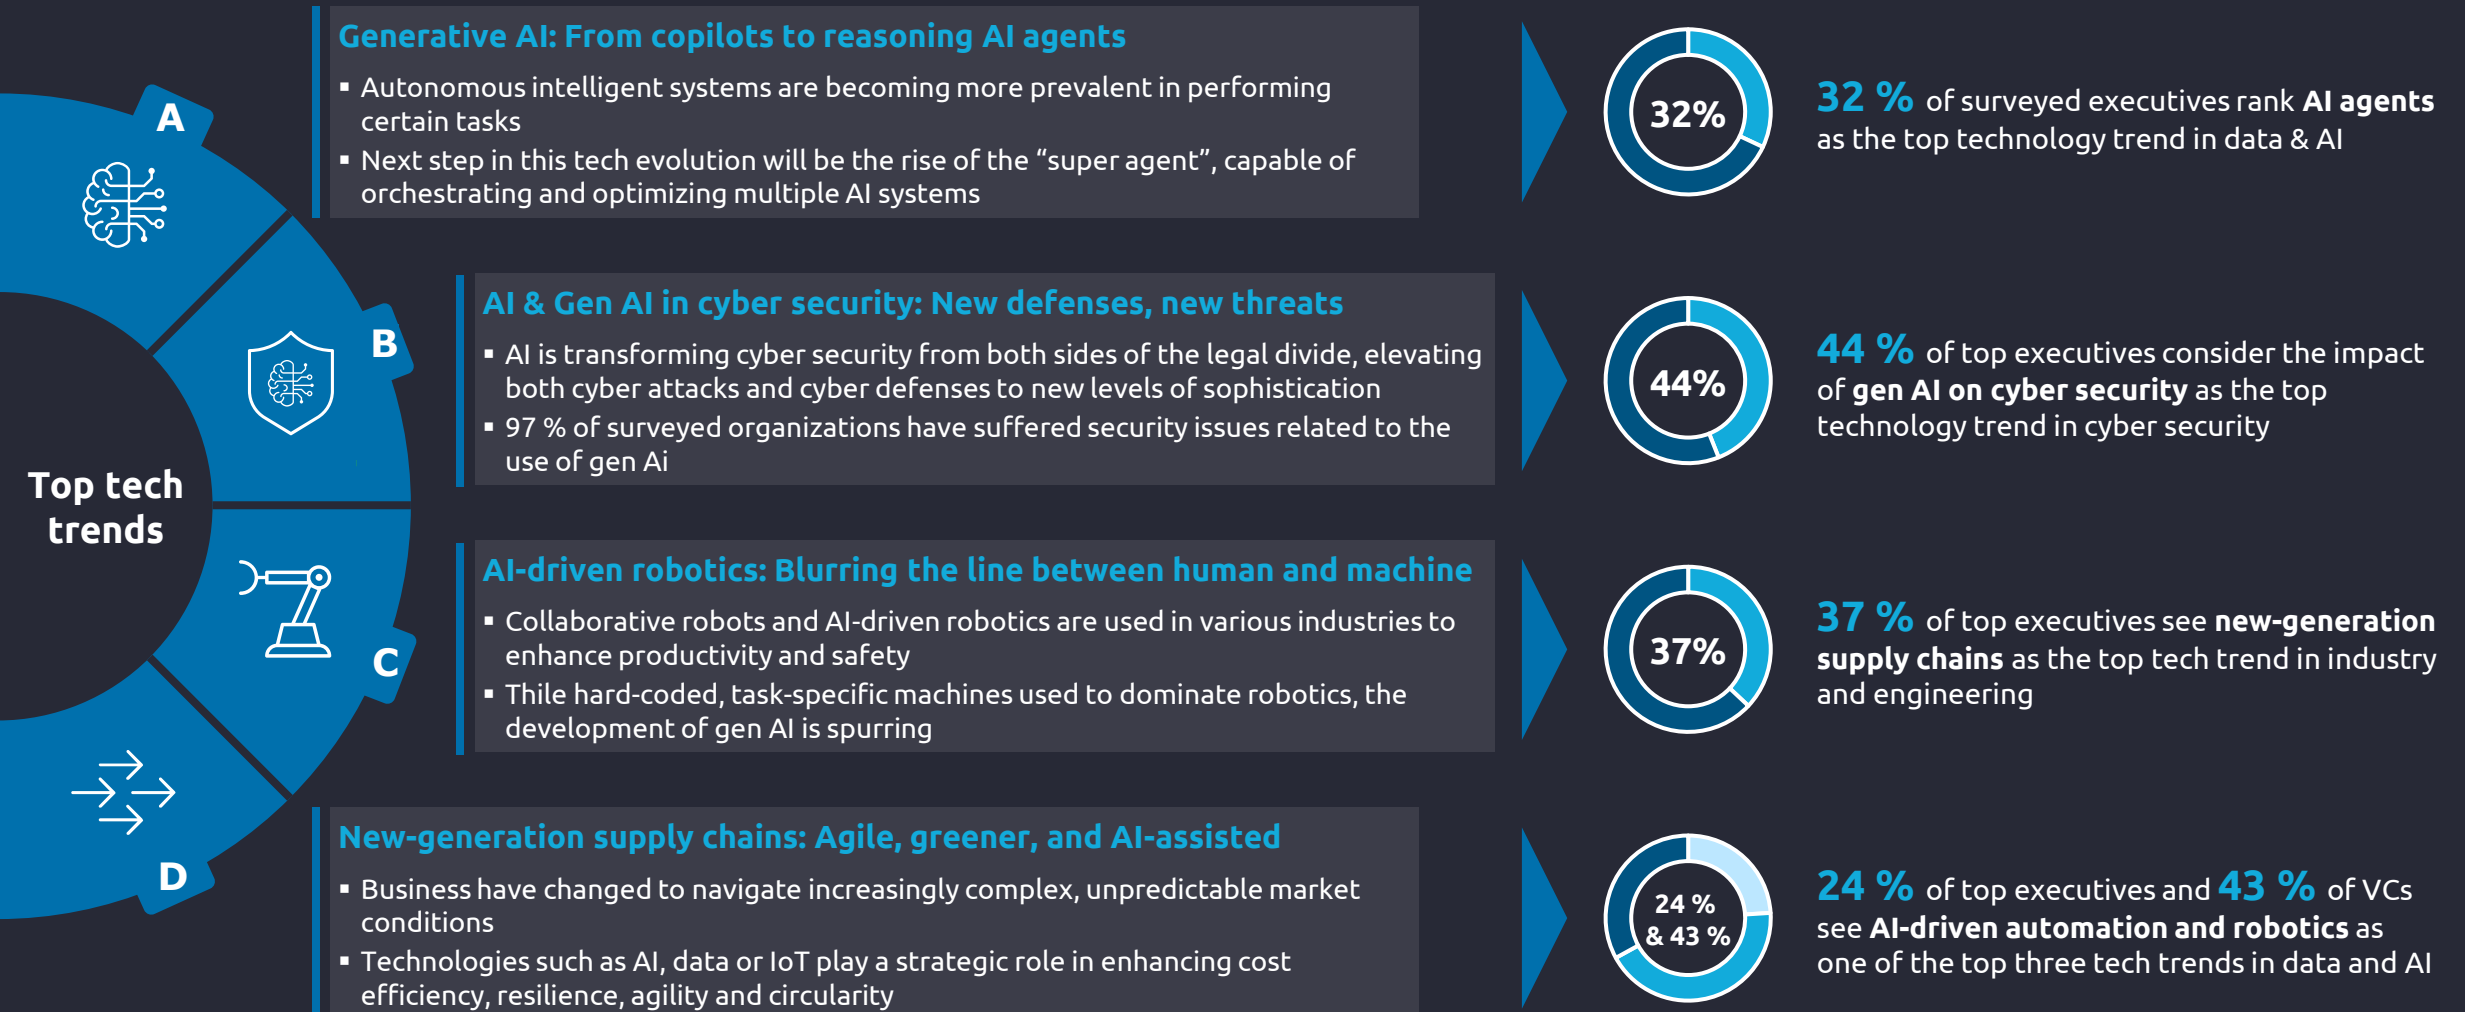 Top tech
trends
A
Generative AI: From copilots to reasoning AI agents
▪ Autonomous intelligent systems are becoming more prevalent in performing
certain tasks
▪ Next step in this tech evolution will be the rise of the “super agent”, capable of
orchestrating and optimizing multiple AI systems
32%
32 % of surveyed executives rank AI agents
as the top technology trend in data & AI
B
AI & Gen AI in cyber security: New defenses, new threats
▪ AI is transforming cyber security from both sides of the legal divide, elevating
both cyber attacks and cyber defenses to new levels of sophistication
▪ 97 % of surveyed organizations have suffered security issues related to the
use of gen Ai
44%
44 % of top executives consider the impact
of gen AI on cyber security as the top
technology trend in cyber security
C
AI-driven robotics: Blurring the line between human and machine
▪ Collaborative robots and AI-driven robotics are used in various industries to
enhance productivity and safety
▪ Thile hard-coded, task-specific machines used to dominate robotics, the
development of gen AI is spurring
37%
37 % of top executives see new-generation
supply chains as the top tech trend in industry
and engineering
D
New-generation supply chains: Agile, greener, and AI-assisted
▪ Business have changed to navigate increasingly complex, unpredictable market
conditions
▪ Technologies such as AI, data or IoT play a strategic role in enhancing cost
efficiency, resilience, agility and circularity
24 %
& 43 %
24 % of top executives and 43 % of VCs
see AI-driven automation and robotics as
one of the top three tech trends in data and AI